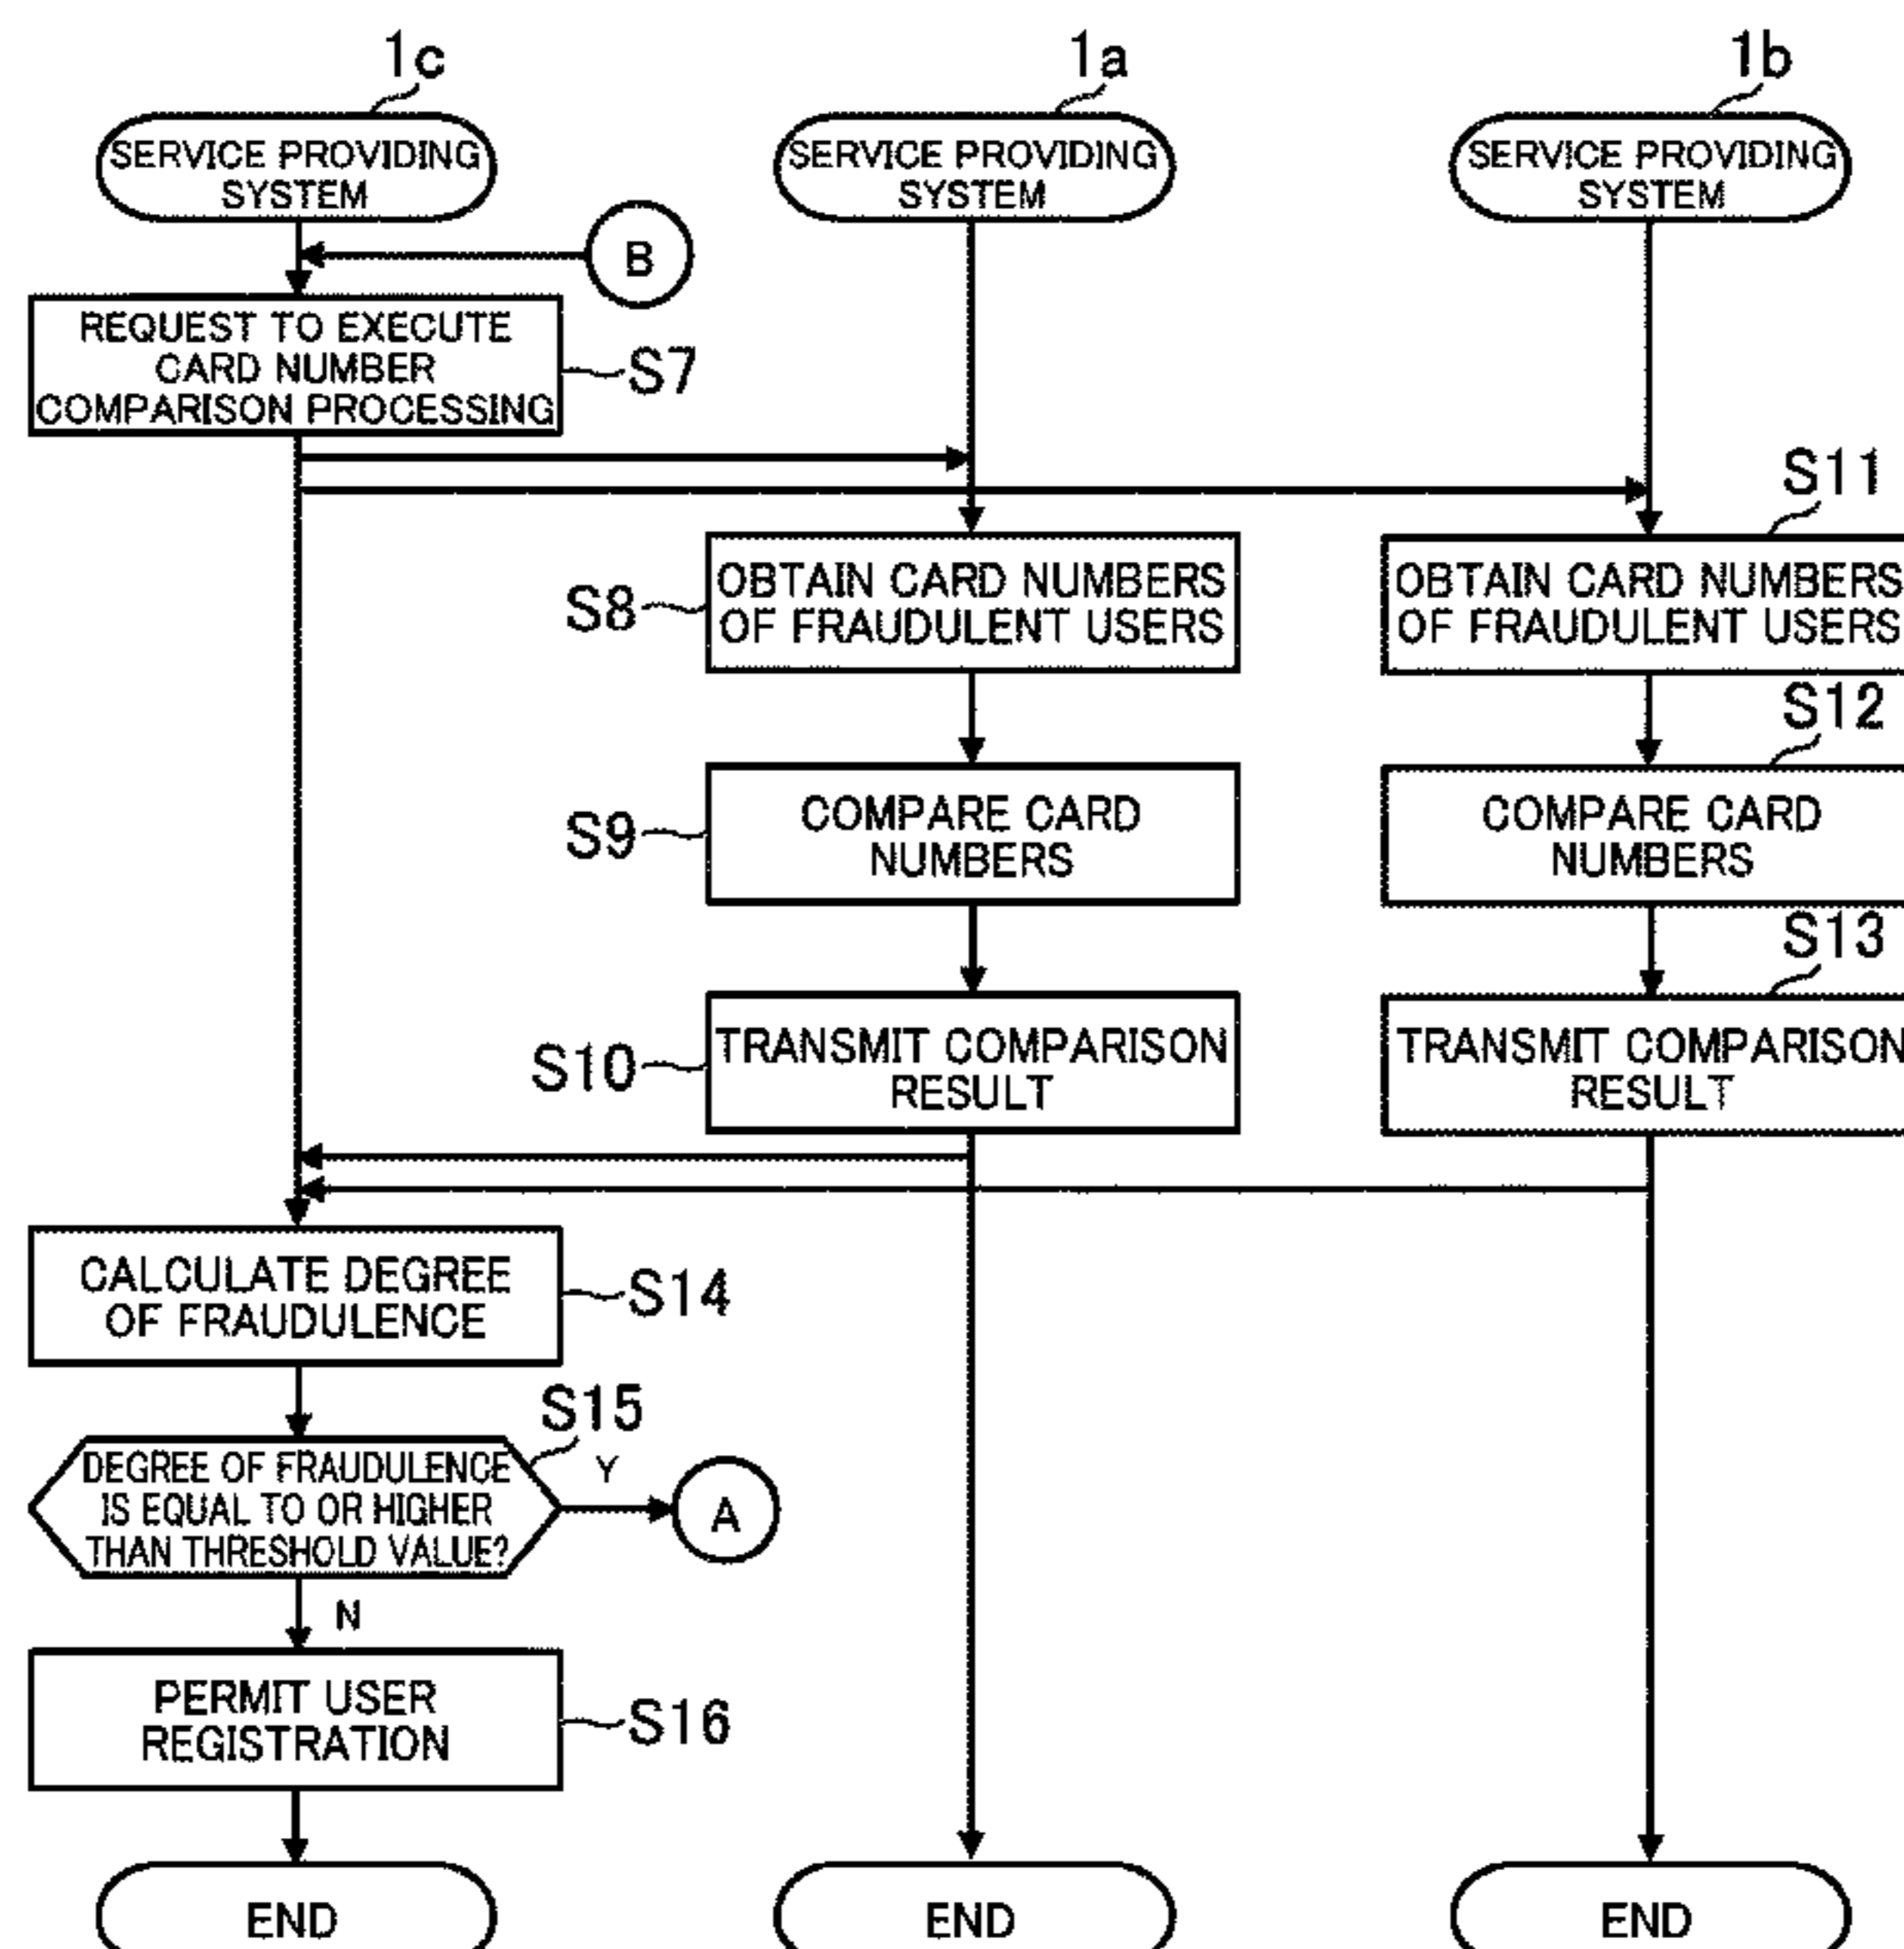 1c
1a
1b
SERVICE PROVIDING
SYSTEM
SERVICE PROVIDING
SYSTEM
SERVICE PROVIDING
SYSTEM
B
REQUEST TO EXECUTE
CARD NUMBER
COMPARISON PROCESSING
S7
S11
S8
OBTAIN CARD NUMBERS
OF FRAUDULENT USERS
OBTAIN CARD NUMBERS
OF FRAUDULENT USERS
S12
S9
COMPARE CARD
NUMBERS
COMPARE CARD
NUMBERS
S13
S10
TRANSMIT COMPARISON
RESULT
TRANSMIT COMPARISON
RESULT
CALCULATE DEGREE
OF FRAUDULENCE
S14
S15
DEGREE OF FRAUDULENCE
IS EQUAL TO OR HIGHER
THAN THRESHOLD VALUE?
Y
A
N
PERMIT USER
REGISTRATION
S16
END
END
END